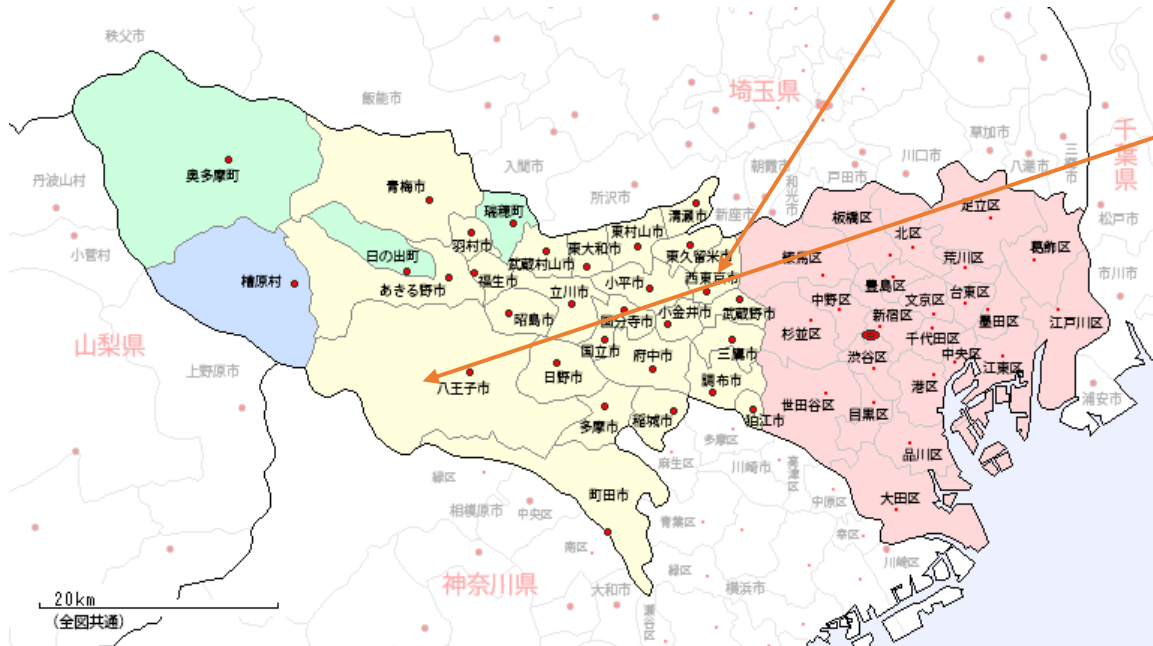 秩父市
飯能市
埼玉県
千葉県
草加市
三郷市
八潮市
川口市
戸田市
朝霞市
和光市
入間市
所沢市
新座市
松戸市
市川市
浦安市
丹波山村
小菅村
山梨県
上野原市
奥多摩町
檜原村
青梅市
瑞穂町
羽村市
日の出町
あきる野市
福生市
武蔵村山市
東大和市
東村山市
清瀬市
東久留米市
西東京市
小平市
立川市
昭島市
国分寺市
小金井市
武蔵野市
国立市
府中市
三鷹市
日野市
調布市
八王子市
多摩市
稲城市
狛江市
町田市
板橋区
足立区
北区
葛飾区
練馬区
荒川区
豊島区
文京区
台東区
中野区
新宿区
墨田区
江戸川区
杉並区
千代田区
渋谷区
中央区
江東区
港区
世田谷区
目黒区
品川区
大田区
多摩区
麻生区
川崎市
高津区
中原区
幸区
川崎区
緑区
相模原市
中央区
南区
青葉区
緑区
神奈川県
大和市
横浜市
瀬谷区
20km
(全図共通)